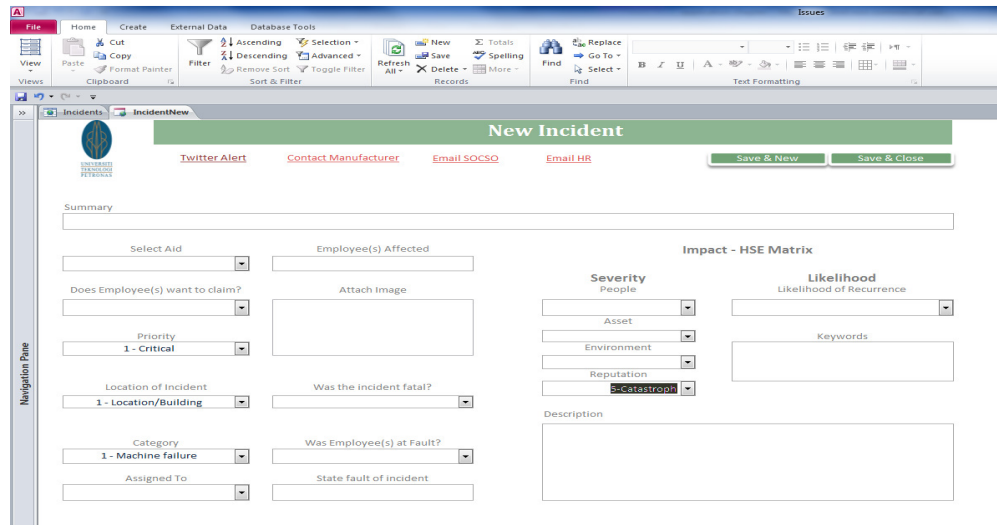 A
Issues
File Home Create External Data Database Tools
View
Views
Paste
Cut
Copy
Format Painter
Clipboard
Filter
Ascending
Descending
Remove Sort
Selection
Advanced
Toggle Filter
Sort & Filter
Refresh
All
New
Save
Delete
Totals
Spelling
More
Records
Find
Replace
Go To
Select
Find
B I U A
Text Formatting
Incidents IncidentNew
Navigation Pane
New Incident
UNIVERSITI
TEKNOLOGI
PETRONAS
Twitter Alert Contact Manufacturer Email SOCSO Email HR Save & New Save & Close
Summary
Select Aid Employee(s) Affected
Impact - HSE Matrix
Does Employee(s) want to claim? Attach Image
Severity Likelihood
People Likelihood of Recurrence
Asset
Priority Keywords
1 - Critical
Environment
Reputation
5-Catastroph
Location of Incident Was the incident fatal?
1 - Location/Building
Description
Category Was Employee(s) at Fault?
1 - Machine failure
Assigned To State fault of incident